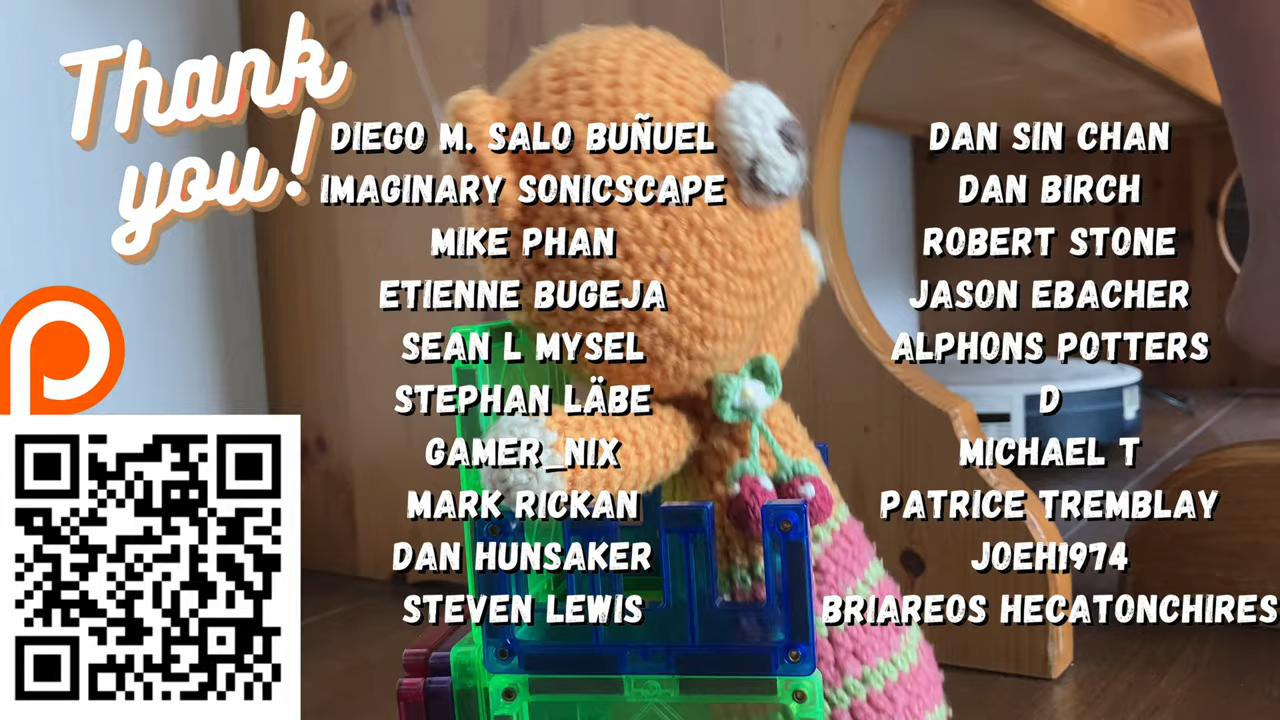 Thank
you!
DIEGO M. SALO BUÑUEL
IMAGINARY SONICSCAPE
MIKE PHAN
ETIENNE BUGEJA
SEAN L MYSEL
STEPHAN LÄBE
GAMER_NIX
MARK RICKAN
DAN HUNSAKER
STEVEN LEWIS
DAN SIN CHAN
DAN BIRCH
ROBERT STONE
JASON EBACHER
ALPHONS POTTERS
D
MICHAEL T
PATRICE TREMBLAY
JOEH1974
BRIAREOS HECATONCHIRES